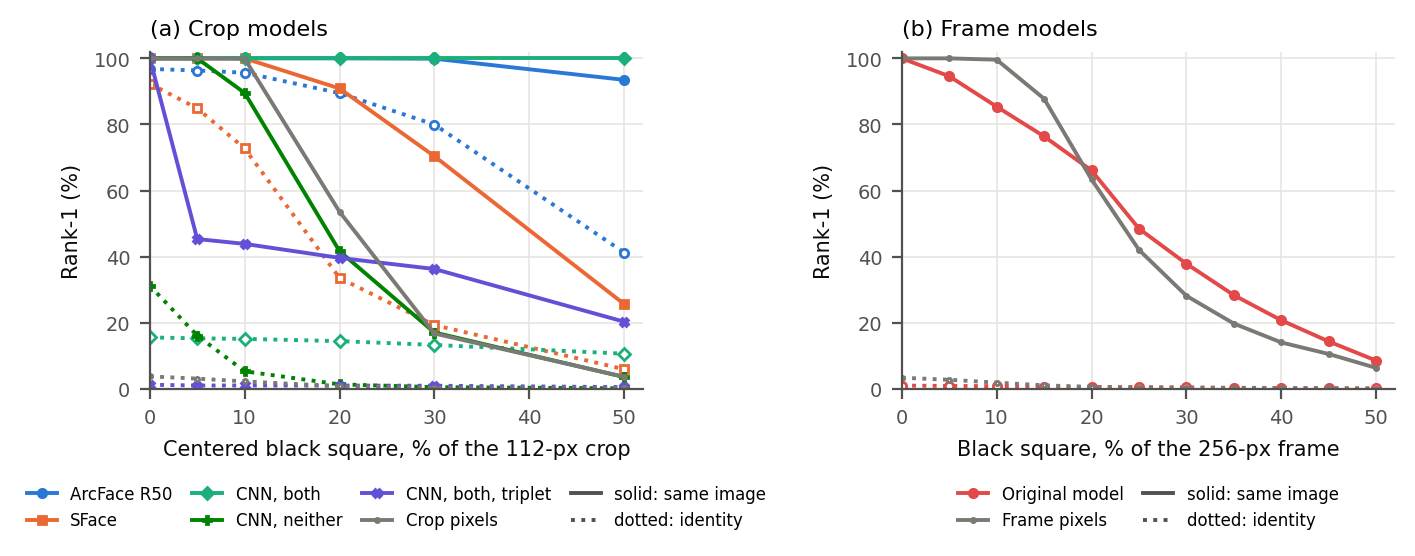 (a) Crop models
100
80
60
40
20
0
Rank-1 (%)
0 10 20 30 40 50
Centered black square, % of the 112-px crop
ArcFace R50 CNN, both CNN, both, triplet solid: same image
SFace CNN, neither Crop pixels dotted: identity
(b) Frame models
100
80
60
40
20
0
Rank-1 (%)
0 10 20 30 40 50
Black square, % of the 256-px frame
Original model solid: same image
Frame pixels dotted: identity